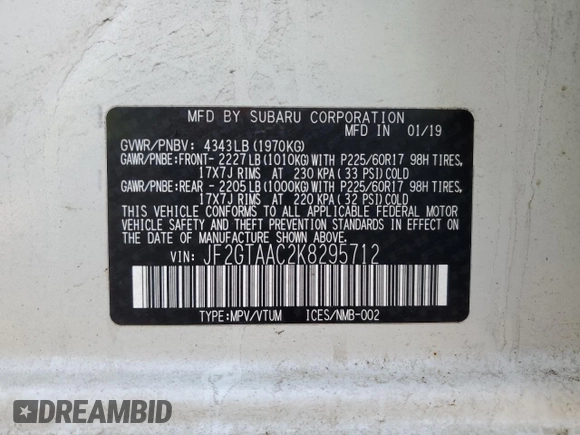 MFD BY SUBARU CORPORATION
MFD IN 01/19
GVWR/PNBV: 4343LB(1970KG)
GAWR/PNBE:FRONT- 2227LB(1010KG)WITH P225/60R17 98H TIRES,
17X7J RIMS AT 230 KPA(33 PSI)COLD
GAWR/PNBE:REAR - 2205LB(1000KG)WITH P225/60R17 98H TIRES,
17X7J RIMS AT 220 KPA(32 PSI)COLD
THIS VEHICLE CONFORMS TO ALL APPLICABLE FEDERAL MOTOR
VEHICLE SAFETY AND THEFT PREVENTION STANDARDS IN EFFECT
ON THE DATE OF MANUFACTURE SHOWN ABOVE.
VIN: JF2GTAAC2K8295712
TYPE:MPV/VTUM ICES/NMB-002
DREAMBID